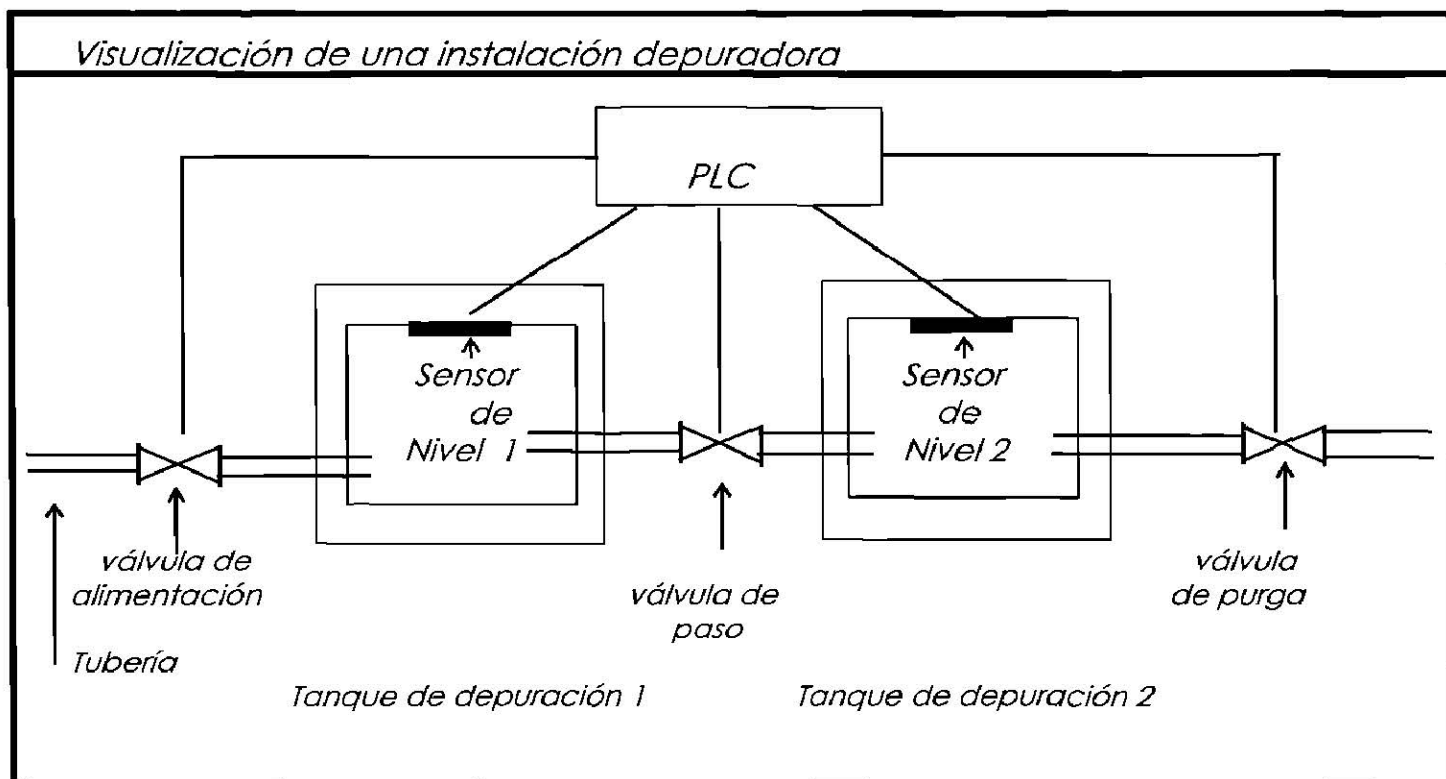 Visualización de una instalación depuradora
PLC
Sensor
de
Nivel 1
Sensor
de
Nivel 2
válvula de
alimentación
Tubería
válvula de
paso
válvula
de purga
Tanque de depuración 1
Tanque de depuración 2